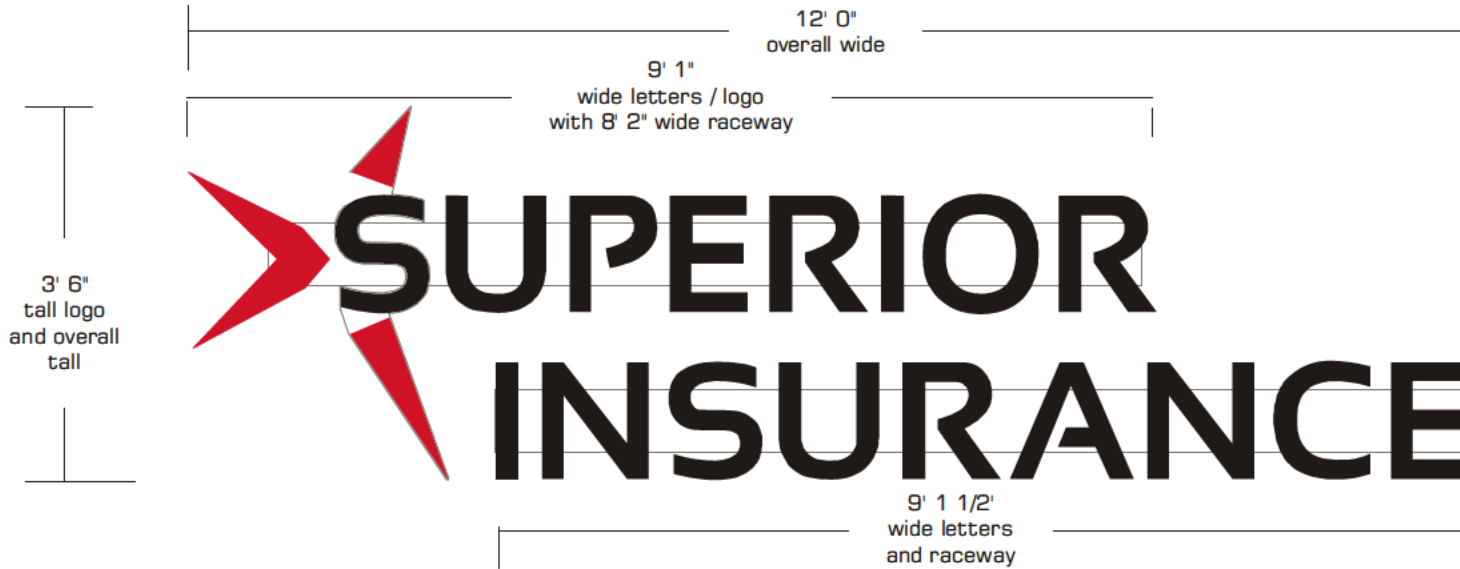 12' 0"
overall wide
9' 1"
wide letters / logo
with 8' 2" wide raceway
SUPERIOR
3' 6"
tall logo
and overall
tall
INSURANCE
9' 1 1/2'
wide letters
and raceway